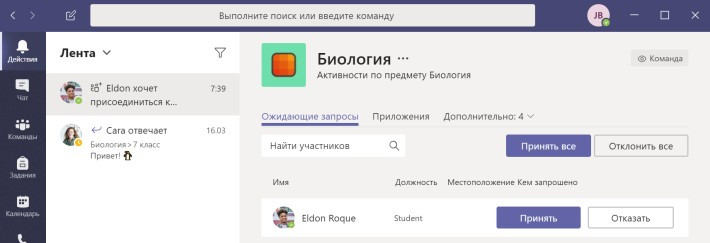 Выполните поиск или введите команду
JB
Действия
Чат
Команды
Задания
Календарь
Лента
Eldon хочет 7:39
присоединиться к...
Cara отвечает 16.03
Биология > 7 класс
Привет!
Биология ...
Активности по предмету Биология
Команда
Ожидающие запросы Приложения Дополнительно: 4
Найти участников
Принять все Отклонить все
Имя Должность Местоположение Кем запрошено
Eldon Roque Student Принять Отказать